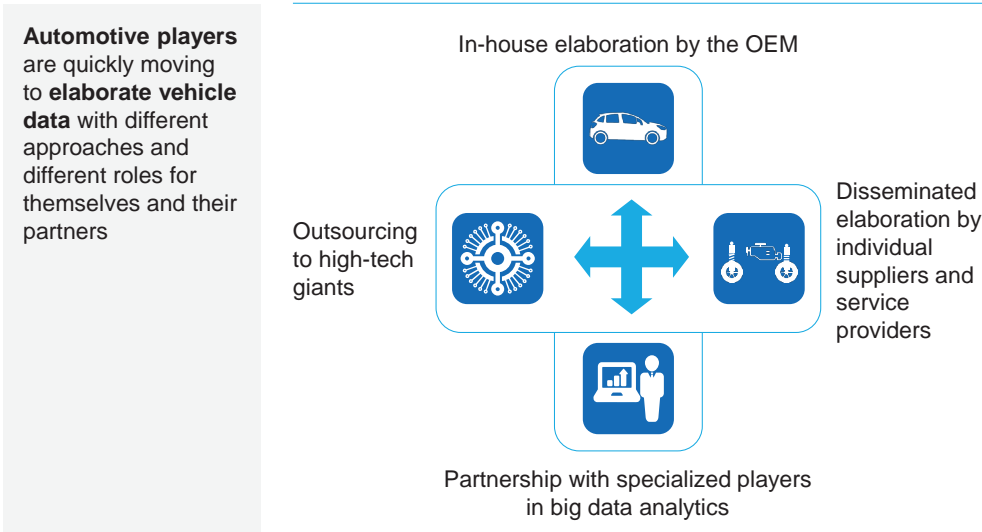 Automotive players
are quickly moving
to elaborate vehicle
data with different
approaches and
different roles for
themselves and their
partners
In-house elaboration by the OEM
Outsourcing
to high-tech
giants
Disseminated
elaboration by
individual
suppliers and
service
providers
Partnership with specialized players
in big data analytics